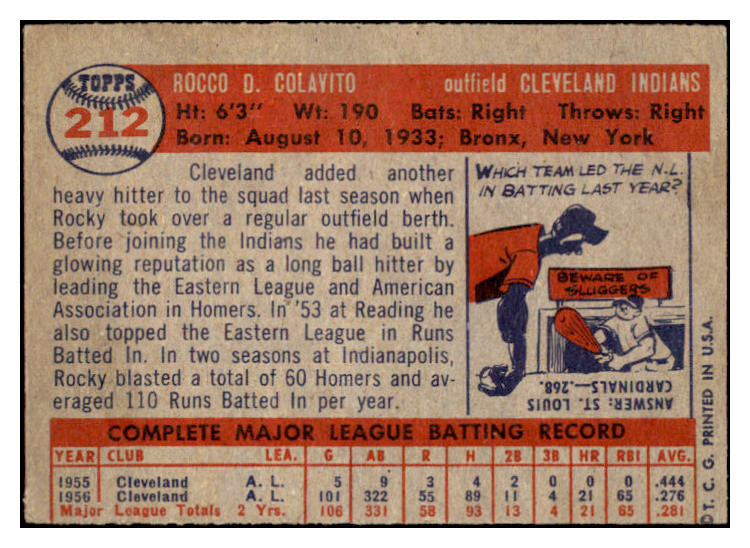 TOPPS
212
ROCCO D. COLAVITO outfield CLEVELAND INDIANS
Ht: 6'3" Wt: 190 Bats: Right Throws: Right
Born: August 10, 1933; Bronx, New York
Cleveland added another
heavy hitter to the squad last season when
Rocky took over a regular outfield berth.
Before joining the Indians he had built a
glowing reputation as a long ball hitter by
leading the Eastern League and American
Association in Homers. In '53 at Reading he
also topped the Eastern League in Runs
Batted In. In two seasons at Indianapolis,
Rocky blasted a total of 60 Homers and av-
eraged 110 Runs Batted In per year.
WHICH TEAM LED THE N.L.
IN BATTING LAST YEAR?
BEWARE OF
SLUGGERS
ANSWER: ST. LOUIS
CARDINALS—.268.
COMPLETE MAJOR LEAGUE BATTING RECORD
YEAR CLUB LEA. G AB R H 2B 3B HR RBI AVG.
1955 Cleveland A. L. 5 9 3 4 2 0 0 0 .444
1956 Cleveland A. L. 101 322 55 89 11 4 21 65 .276
Major League Totals 2 Yrs. 106 331 58 93 13 4 21 65 .281
© T. C. G. PRINTED IN U.S.A.